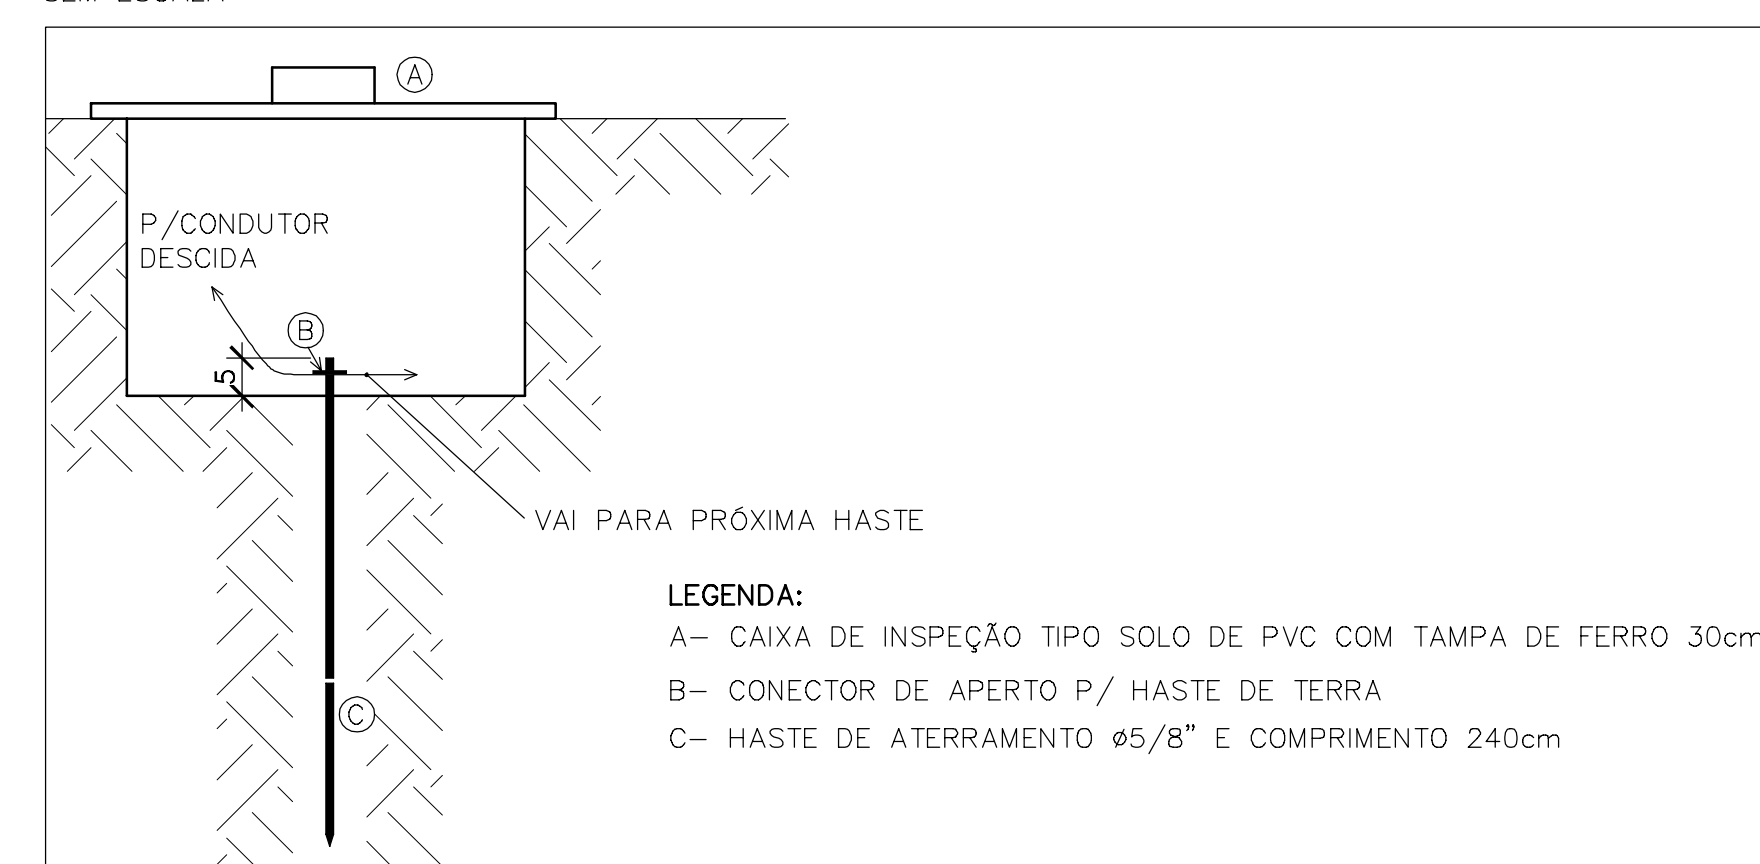 A
P/CONDUTOR
DESCIDA
B
5
VAI PARA PRÓXIMA HASTE
LEGENDA:
A- CAIXA DE INSPEÇÃO TIPO SOLO DE PVC COM TAMPA DE FERRO 30cm
B- CONECTOR DE APERTO P/ HASTE DE TERRA
C
C- HASTE DE ATERRAMENTO ø5/8" E COMPRIMENTO 240cm